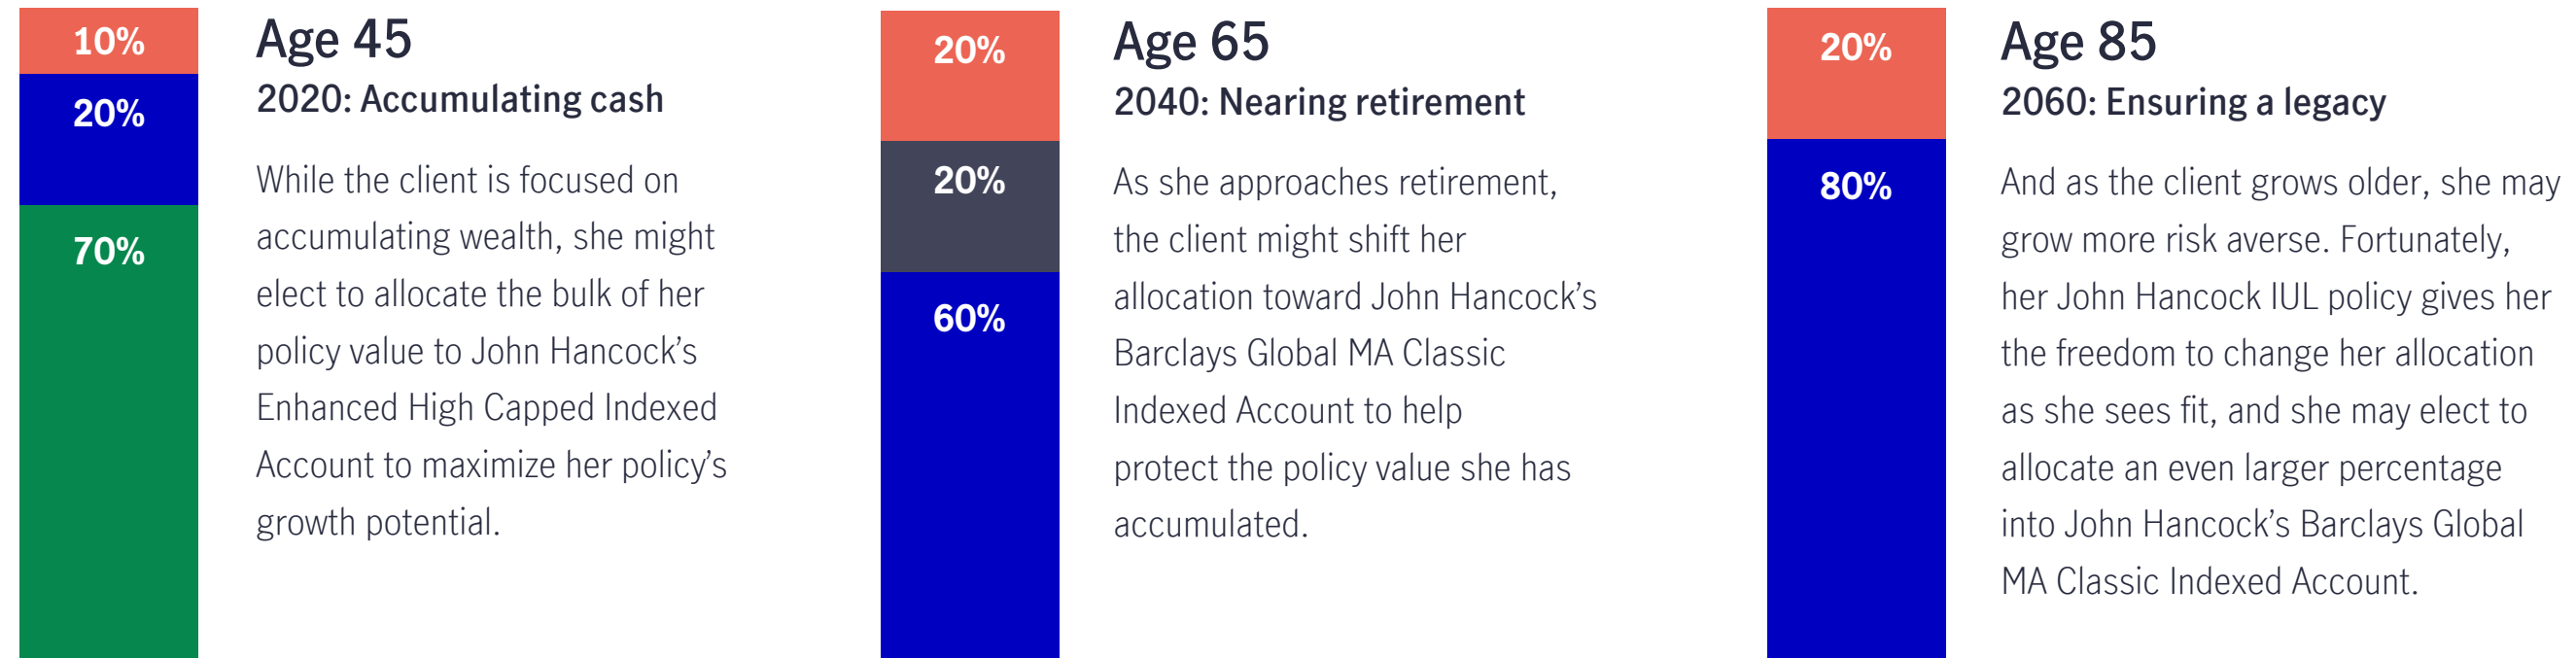 10%
20%
70%
Age 45
2020: Accumulating cash
While the client is focused on
accumulating wealth, she might
elect to allocate the bulk of her
policy value to John Hancock’s
Enhanced High Capped Indexed
Account to maximize her policy’s
growth potential.
20%
20%
60%
Age 65
2040: Nearing retirement
As she approaches retirement,
the client might shift her
allocation toward John Hancock’s
Barclays Global MA Classic
Indexed Account to help
protect the policy value she has
accumulated.
20%
80%
Age 85
2060: Ensuring a legacy
And as the client grows older, she may
grow more risk averse. Fortunately,
her John Hancock IUL policy gives her
the freedom to change her allocation
as she sees fit, and she may elect to
allocate an even larger percentage
into John Hancock’s Barclays Global
MA Classic Indexed Account.